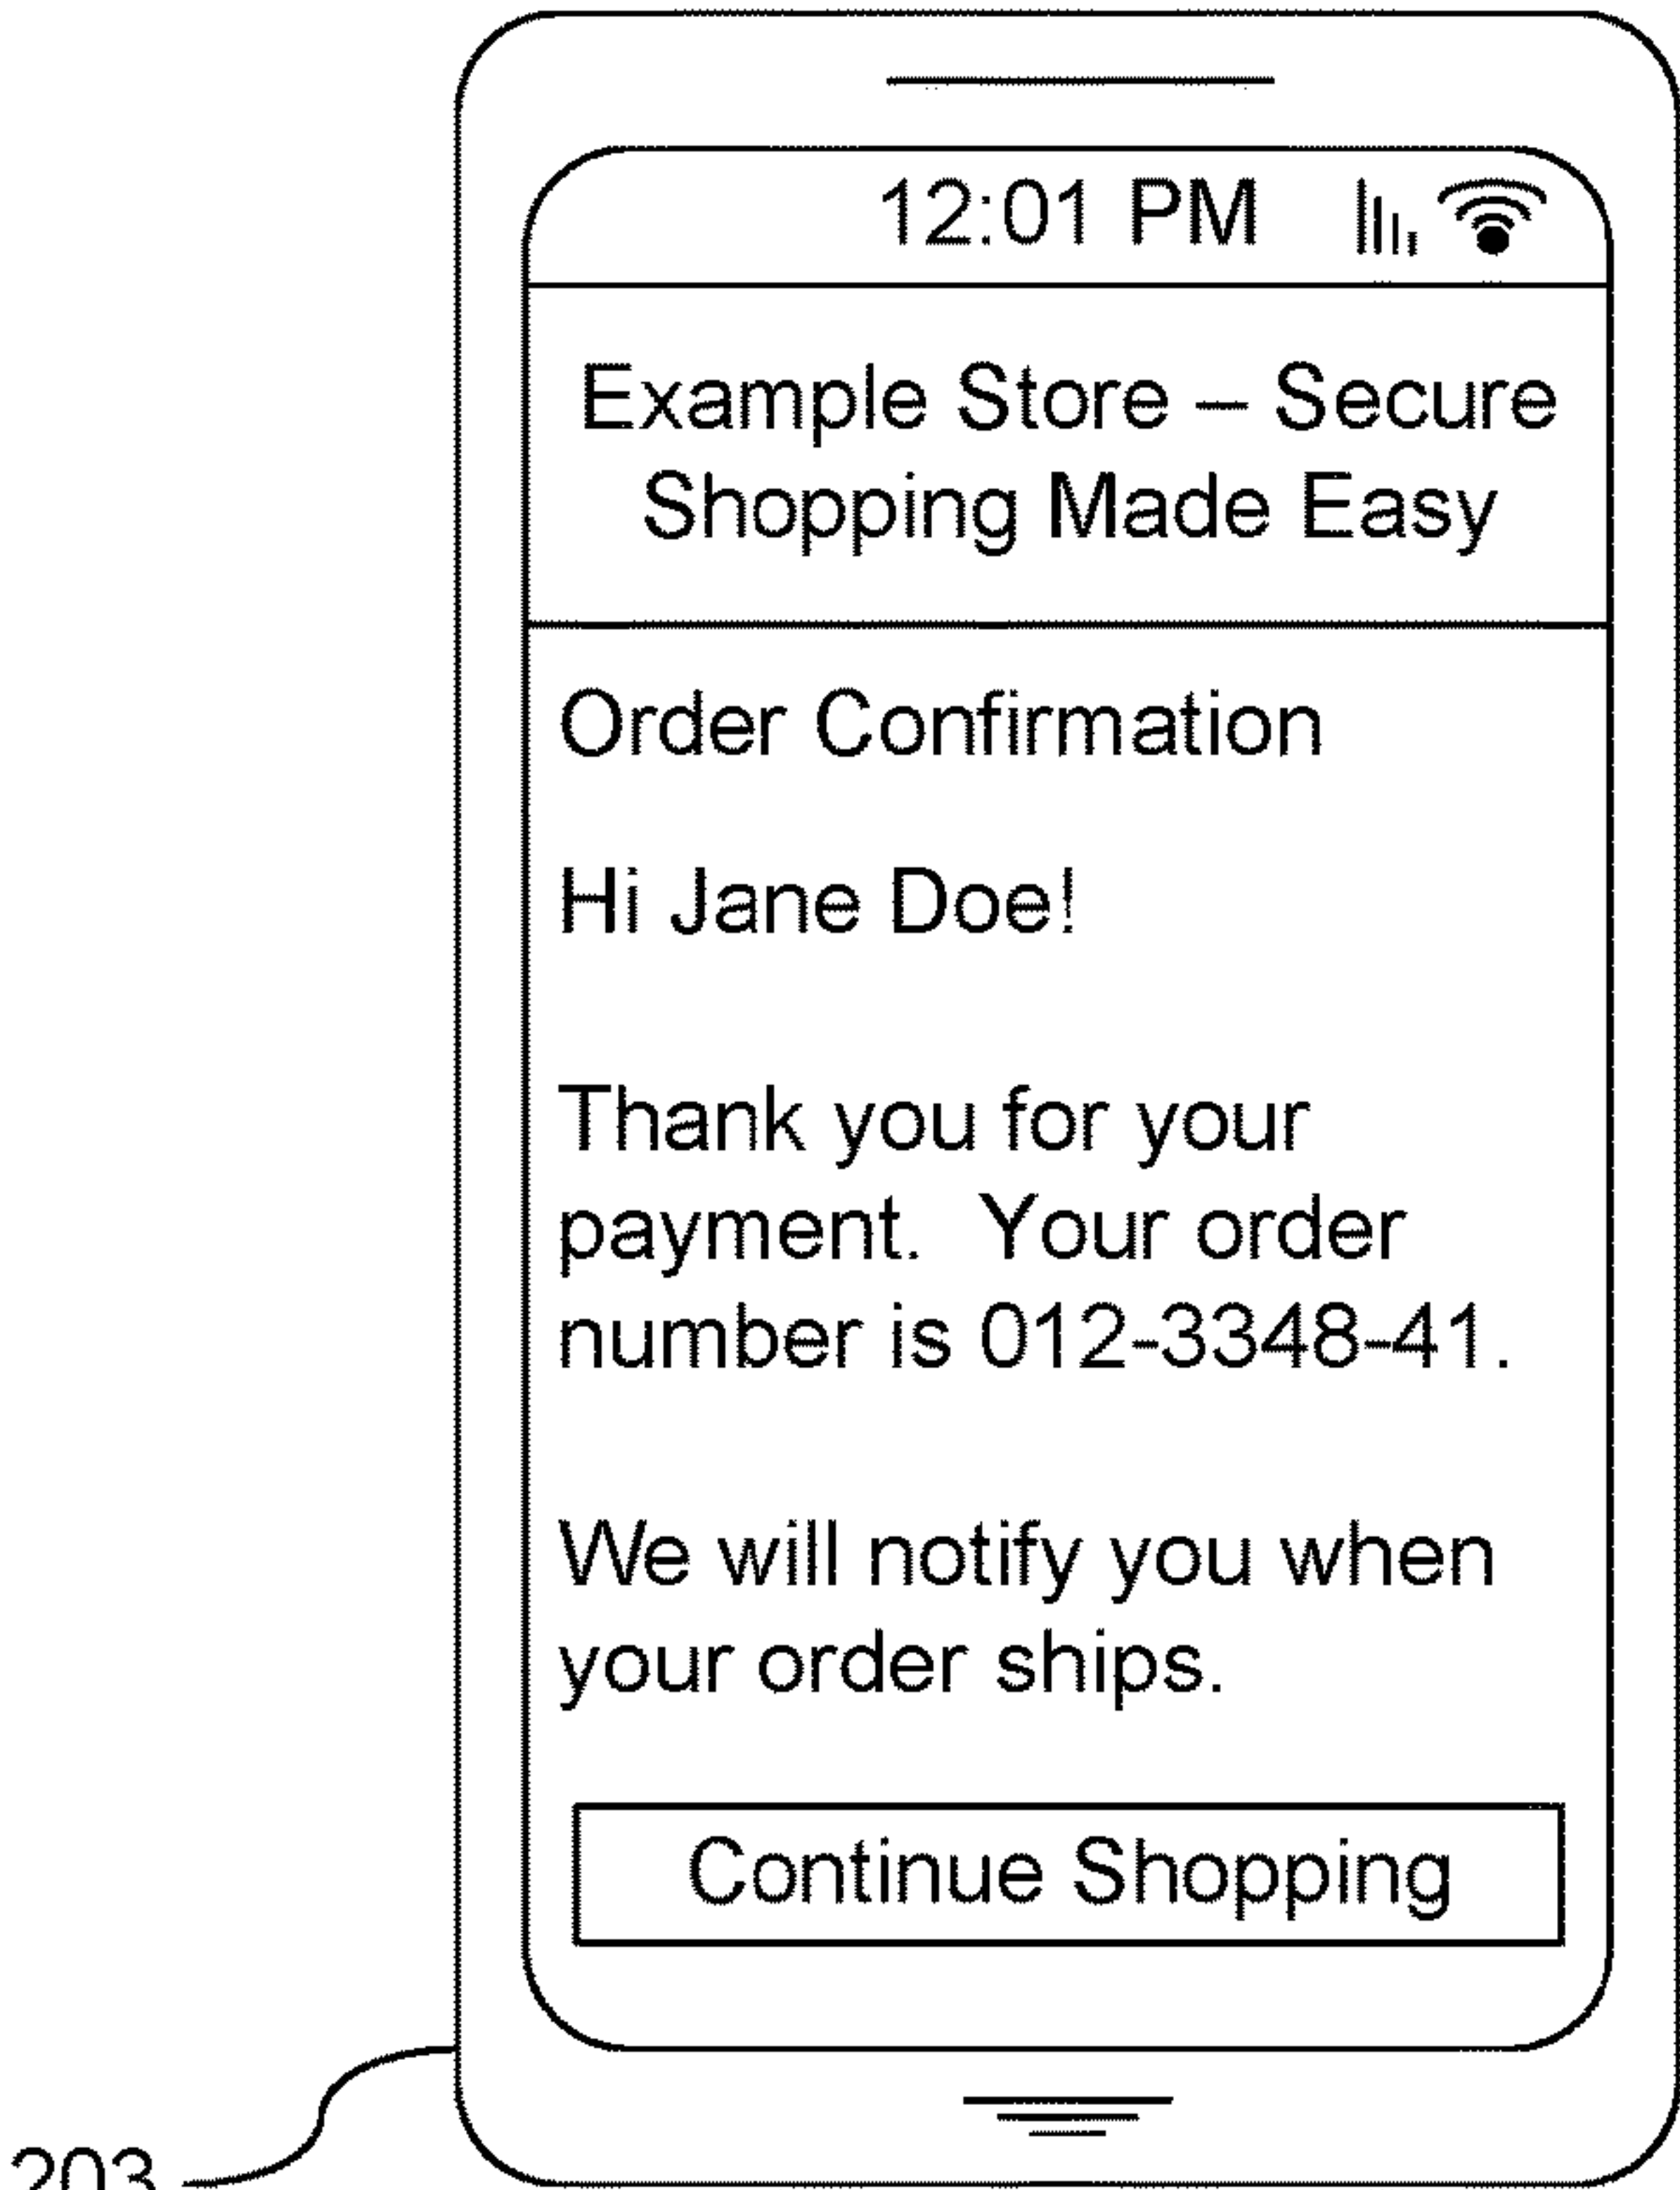 12:01 PM
Example Store – Secure
Shopping Made Easy
Order Confirmation
Hi Jane Doe!
Thank you for your
payment.  Your order
number is 012-3348-41.
We will notify you when
your order ships.
Continue Shopping
203